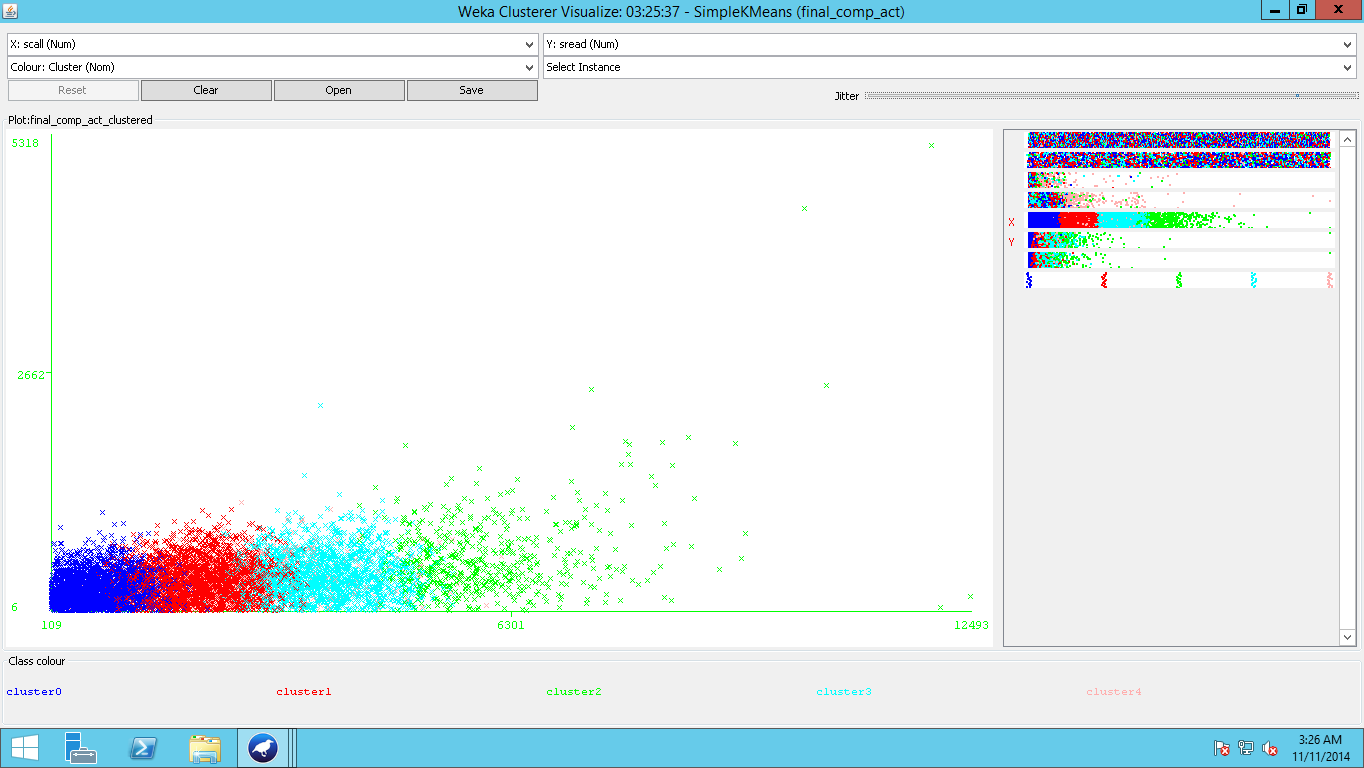 Weka Clusterer Visualize: 03:25:37 - SimpleKMeans (final_comp_act)
X: scall (Num)
Y: sread (Num)
Colour: Cluster (Nom)
Select Instance
Reset
Clear
Open
Save
Jitter
Plot:final_comp_act_clustered
5318
2662
6
109
6301
12493
X
Y
Class colour
cluster0
cluster1
cluster2
cluster3
cluster4
3:26 AM
11/11/2014